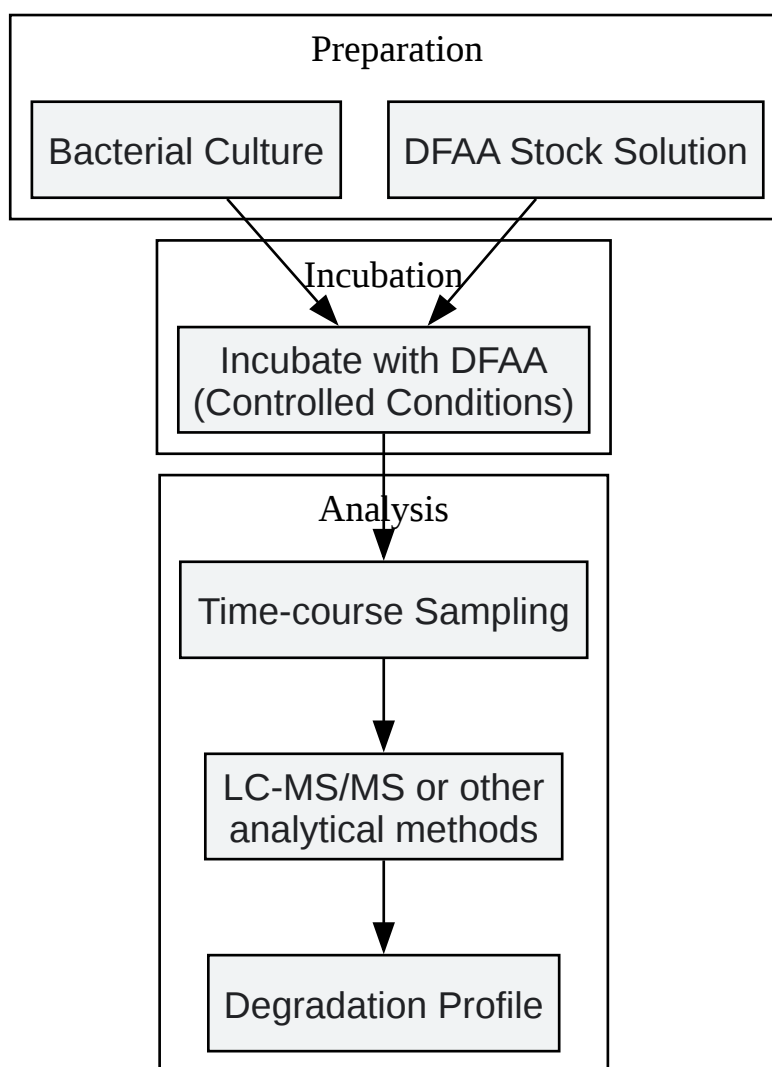 Preparation
Bacterial Culture
DFAA Stock Solution
Incubation
Incubate with DFAA
(Controlled Conditions)
Analysis
Time-course Sampling
LC-MS/MS or other
analytical methods
Degradation Profile